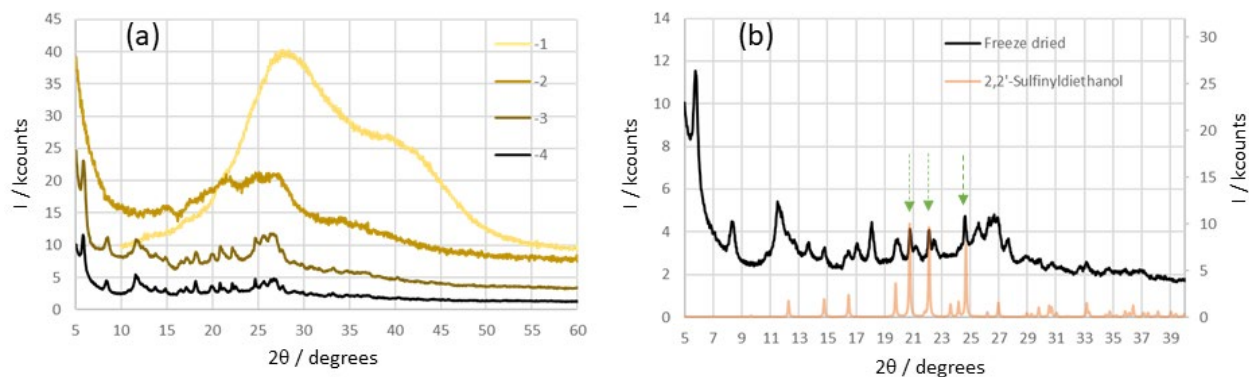 (a)
45
40
35
30
25
20
15
10
5
0
I / kcounts
-1
-2
-3
-4
5 10 15 20 25 30 35 40 45 50 55 60
2θ / degrees
(b)
14
12
10
8
6
4
2
0
I / kcounts
Freeze dried
2,2'-Sulfinyldiethanol
30
25
20
15
10
5
0
I / kcounts
5 7 9 11 13 15 17 19 21 23 25 27 29 31 33 35 37 39
2θ / degrees